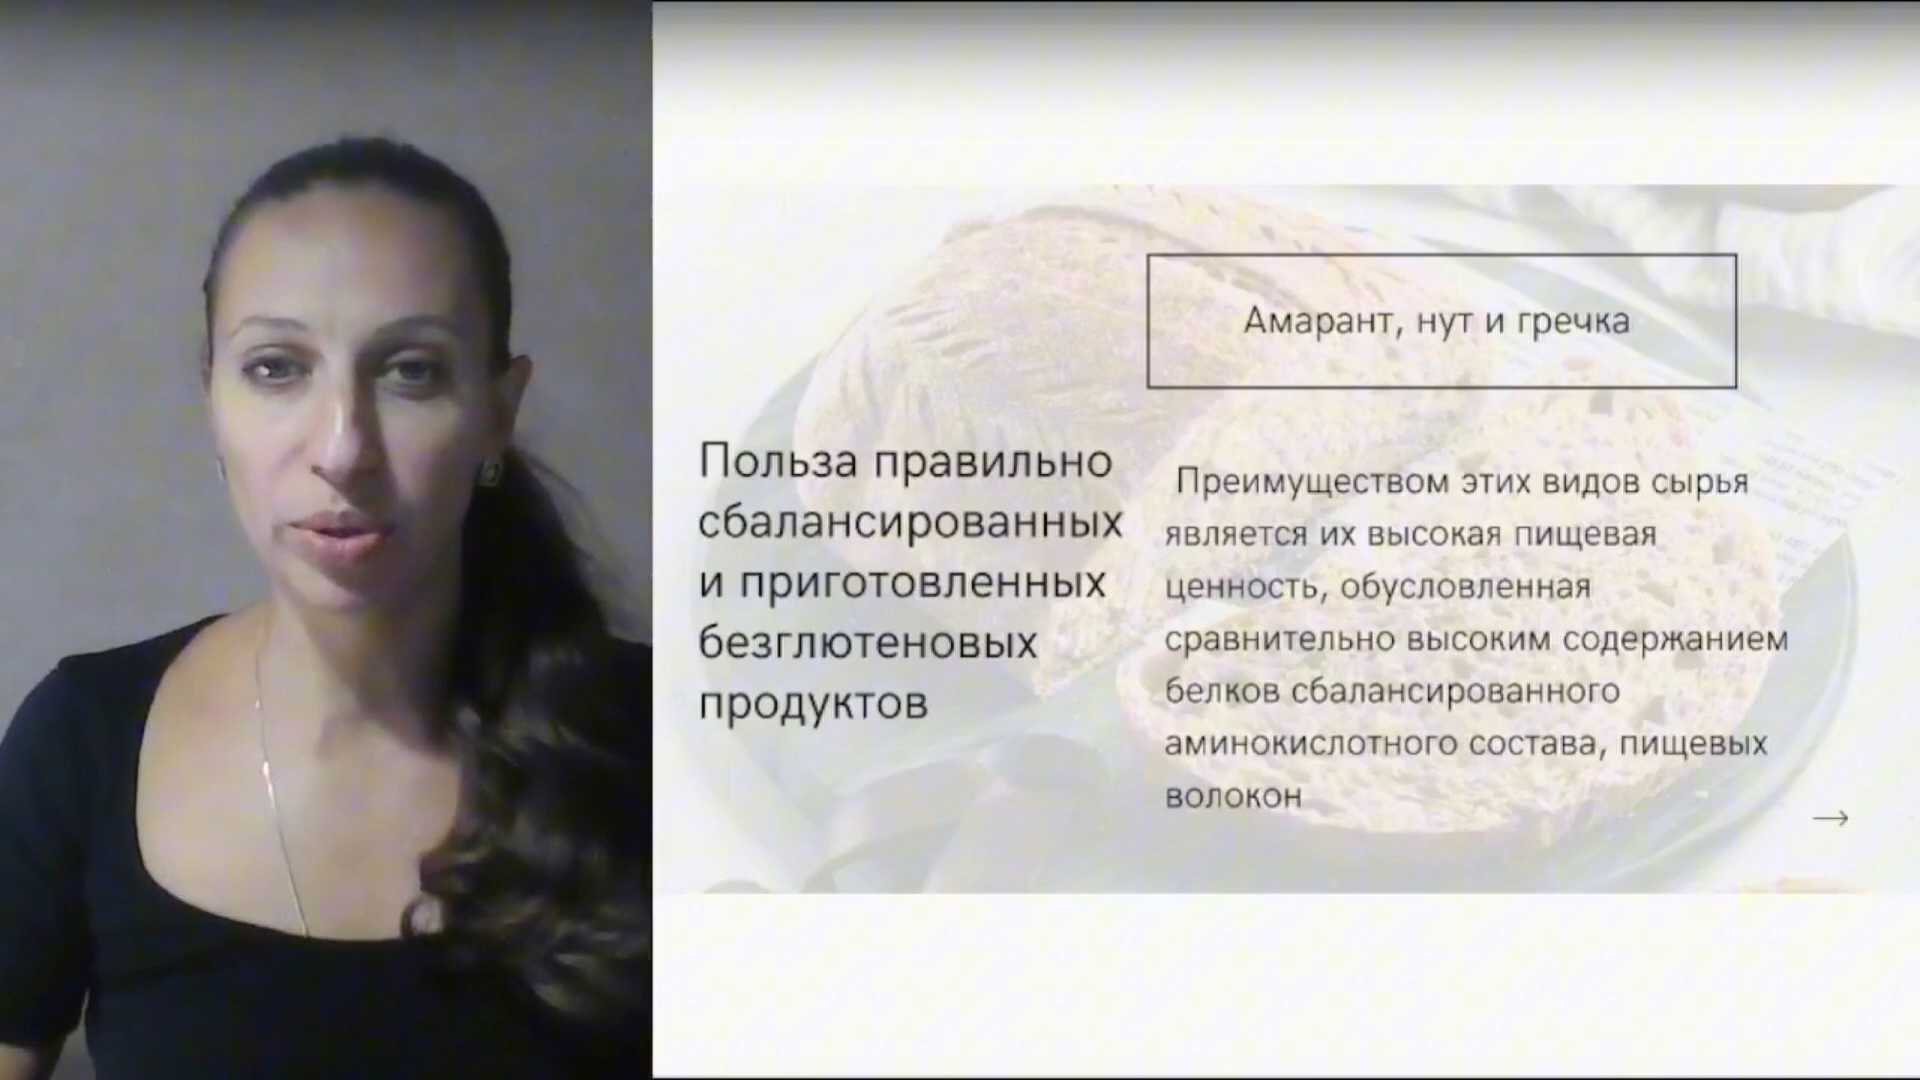 Амарант, нут и гречка
Польза правильно
сбалансированных
и приготовленных
безглютеновых
продуктов
Преимуществом этих видов сырья
является их высокая пищевая
ценность, обусловленная
сравнительно высоким содержанием
белков сбалансированного
аминокислотного состава, пищевых
волокон